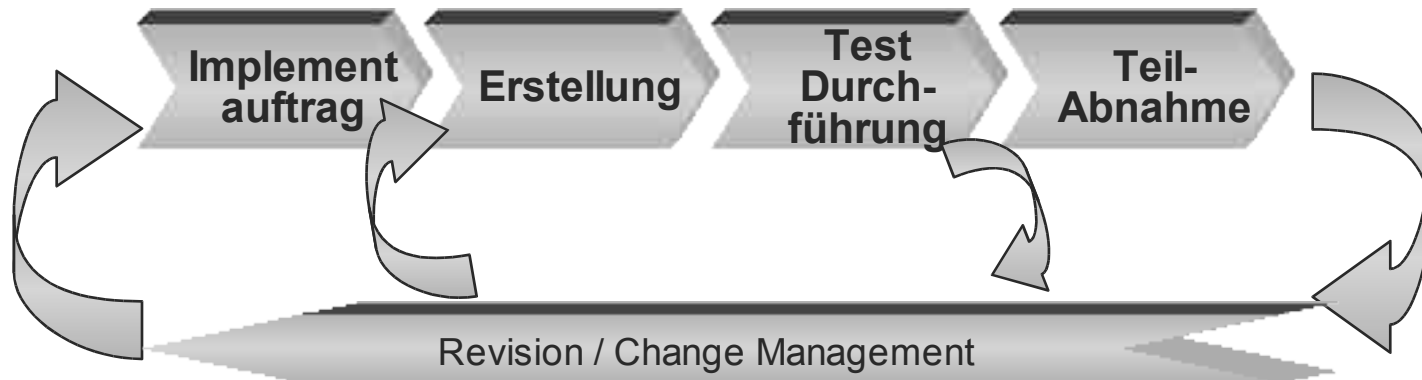 Implement
auftrag
Erstellung
Test
Durch-
führung
Teil-
Abnahme
Revision / Change Management